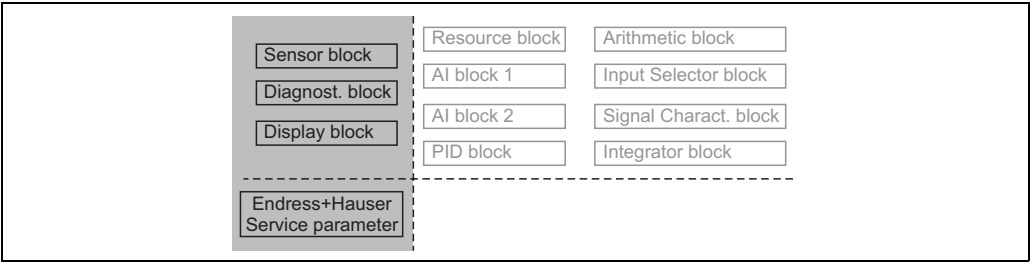 Sensor block
Diagnost. block
Display block
Resource block
AI block 1
AI block 2
PID block
Arithmetic block
Input Selector block
Signal Charact. block
Integrator block
Endress+Hauser
Service parameter